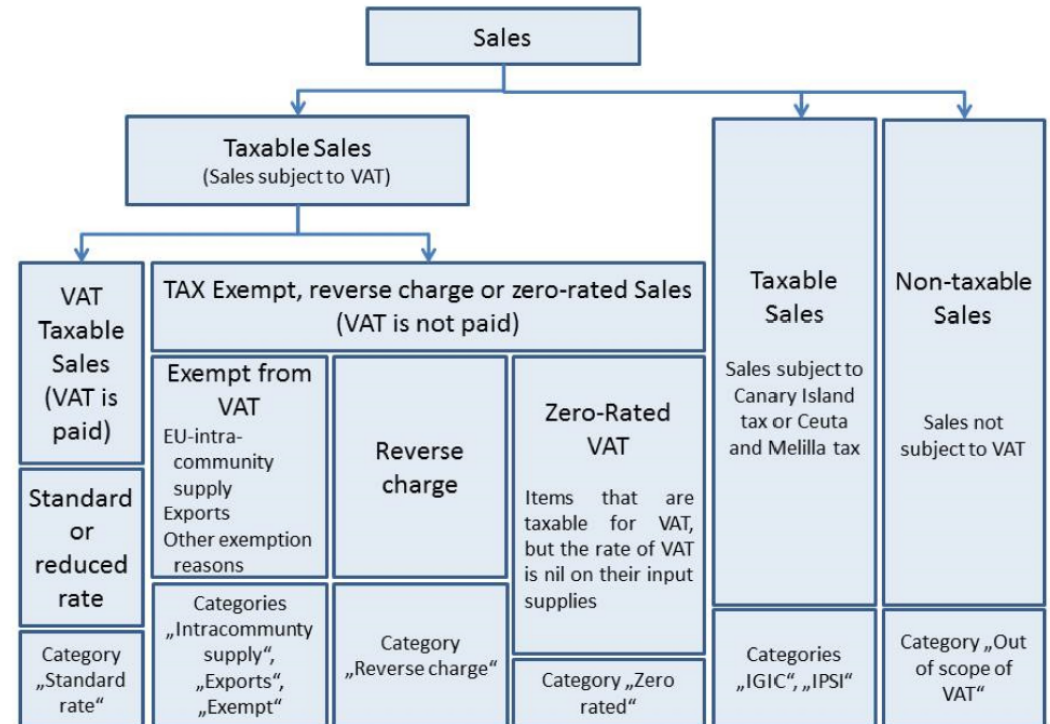 Sales
Taxable Sales
(Sales subject to VAT)
VAT
Taxable
Sales
(VAT is
paid)
Standard
or
reduced
rate
Category
„Standard
rate“
TAX Exempt, reverse charge or zero-rated Sales
(VAT is not paid)
Exempt from
VAT
EU-intra-
community
supply
Exports
Other exemption
reasons
Categories
„Intracommunty
supply“,
„Exports“,
„Exempt“
Reverse
charge
Category
„Reverse charge“
Zero-Rated
VAT
Items that are
taxable for VAT,
but the rate of VAT
is nil on their input
supplies
Category „Zero
rated“
Taxable
Sales
Sales subject to
Canary Island
tax or Ceuta
and Melilla tax
Categories
„IGIC“, „IPSI“
Non-taxable
Sales
Sales not
subject to VAT
Category „Out
of scope of
VAT“